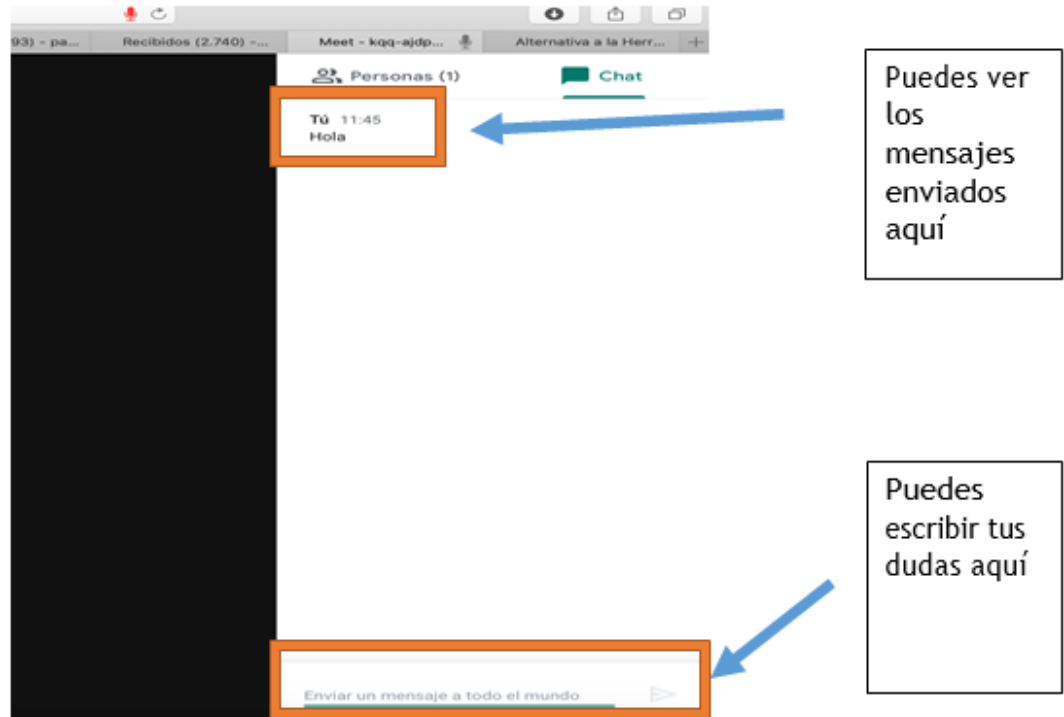 93) - pa...
Recibidos (2.740) -...
Meet - kqq-ajdp...
Alternativa a la Herr...
Personas (1)
Chat
Tú 11:45
Hola
Puedes ver
los
mensajes
enviados
aquí
Puedes
escribir tus
dudas aquí
Enviar un mensaje a todo el mundo